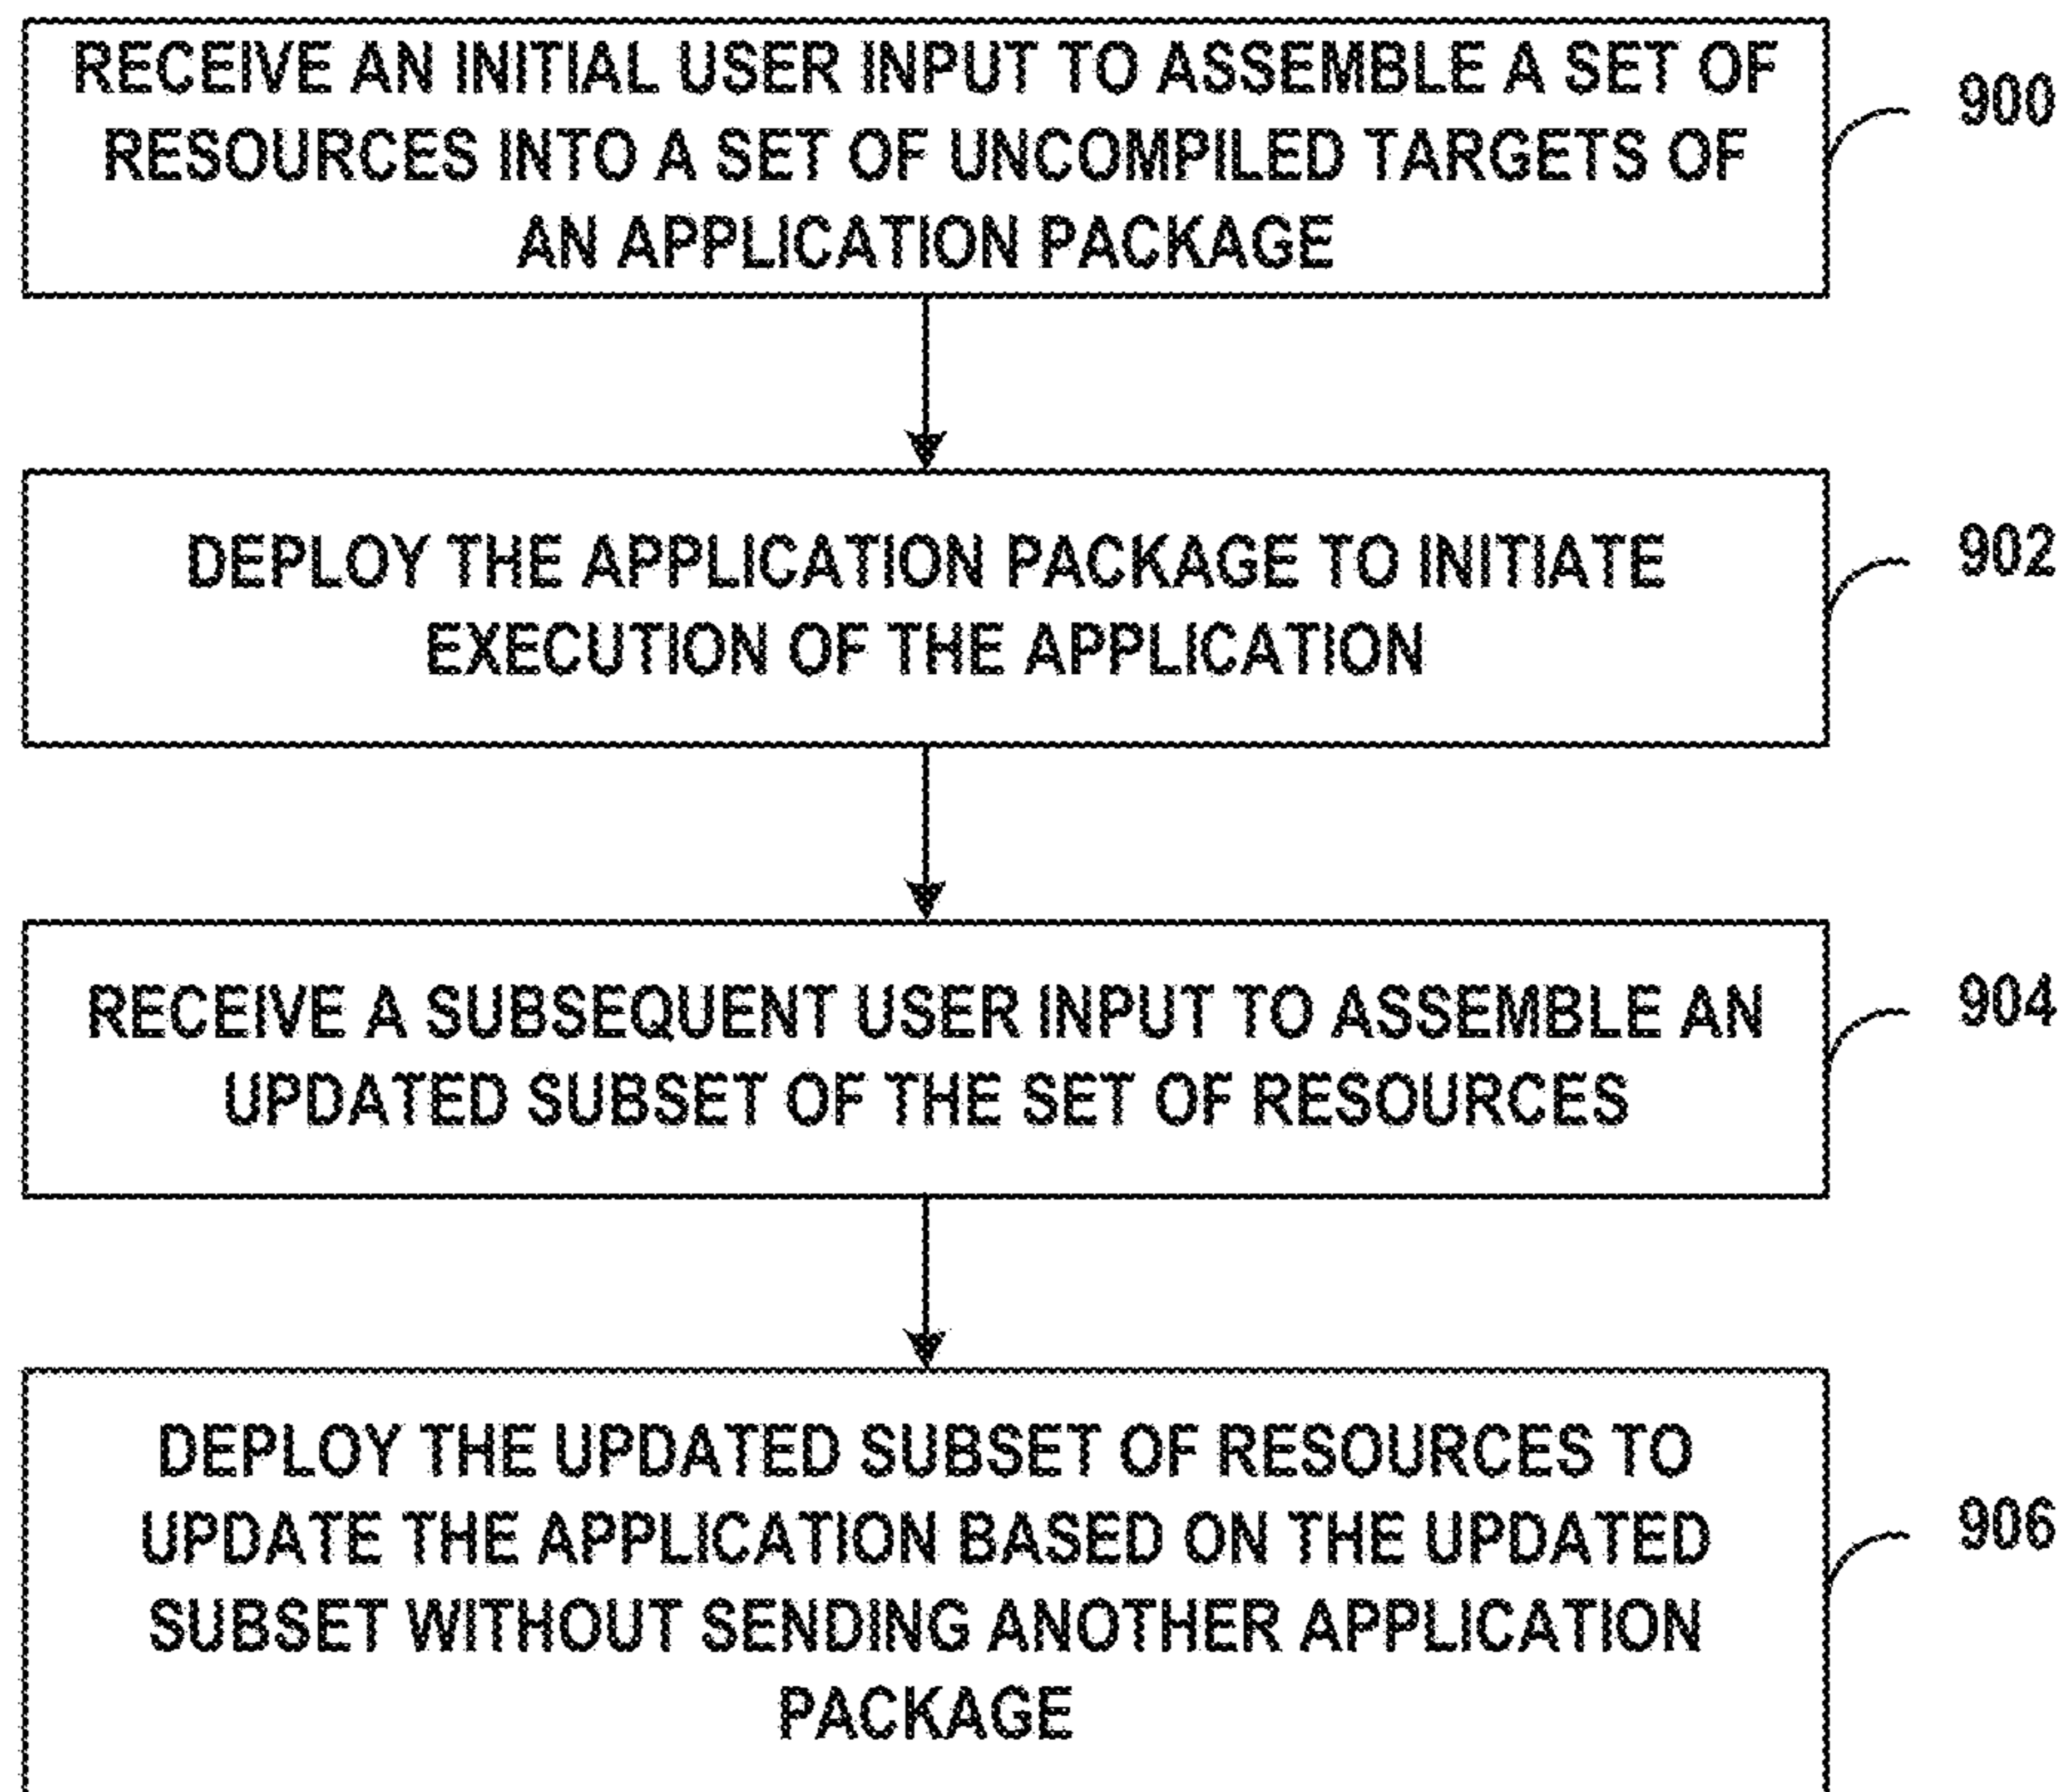 RECEIVE AN INITIAL USER INPUT TO ASSEMBLE A SET OF
RESOURCES INTO A SET OF UNCOMPILED TARGETS OF
AN APPLICATION PACKAGE
900
DEPLOY THE APPLICATION PACKAGE TO INITIATE
EXECUTION OF THE APPLICATION
902
RECEIVE A SUBSEQUENT USER INPUT TO ASSEMBLE AN
UPDATED SUBSET OF THE SET OF RESOURCES
904
DEPLOY THE UPDATED SUBSET OF RESOURCES TO
UPDATE THE APPLICATION BASED ON THE UPDATED
SUBSET WITHOUT SENDING ANOTHER APPLICATION
PACKAGE
906